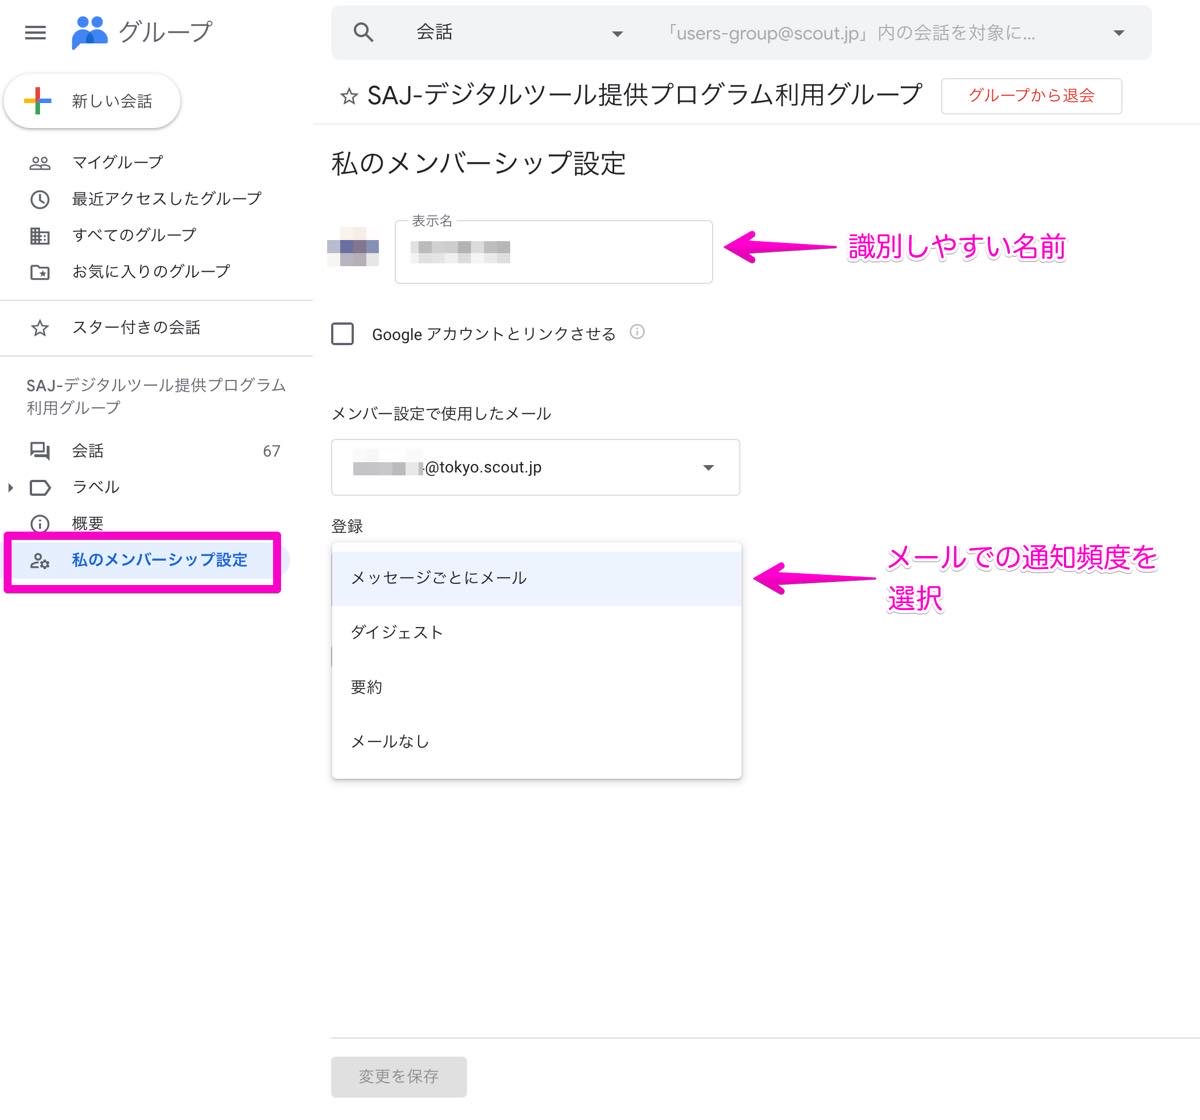 グループ
会話
「users-group@scout.jp」内の会話を対象に...
新しい会話
SAJ-デジタルツール提供プログラム利用グループ
グループから退会
マイグループ
最近アクセスしたグループ
すべてのグループ
お気に入りのグループ
スター付きの会話
SAJ-デジタルツール提供プログラム
利用グループ
会話 67
ラベル
概要
私のメンバーシップ設定
私のメンバーシップ設定
表示名
識別しやすい名前
Google アカウントとリンクさせる
メンバー設定で使用したメール
@tokyo.scout.jp
登録
メッセージごとにメール
ダイジェスト
要約
メールなし
メールでの通知頻度を
選択
変更を保存